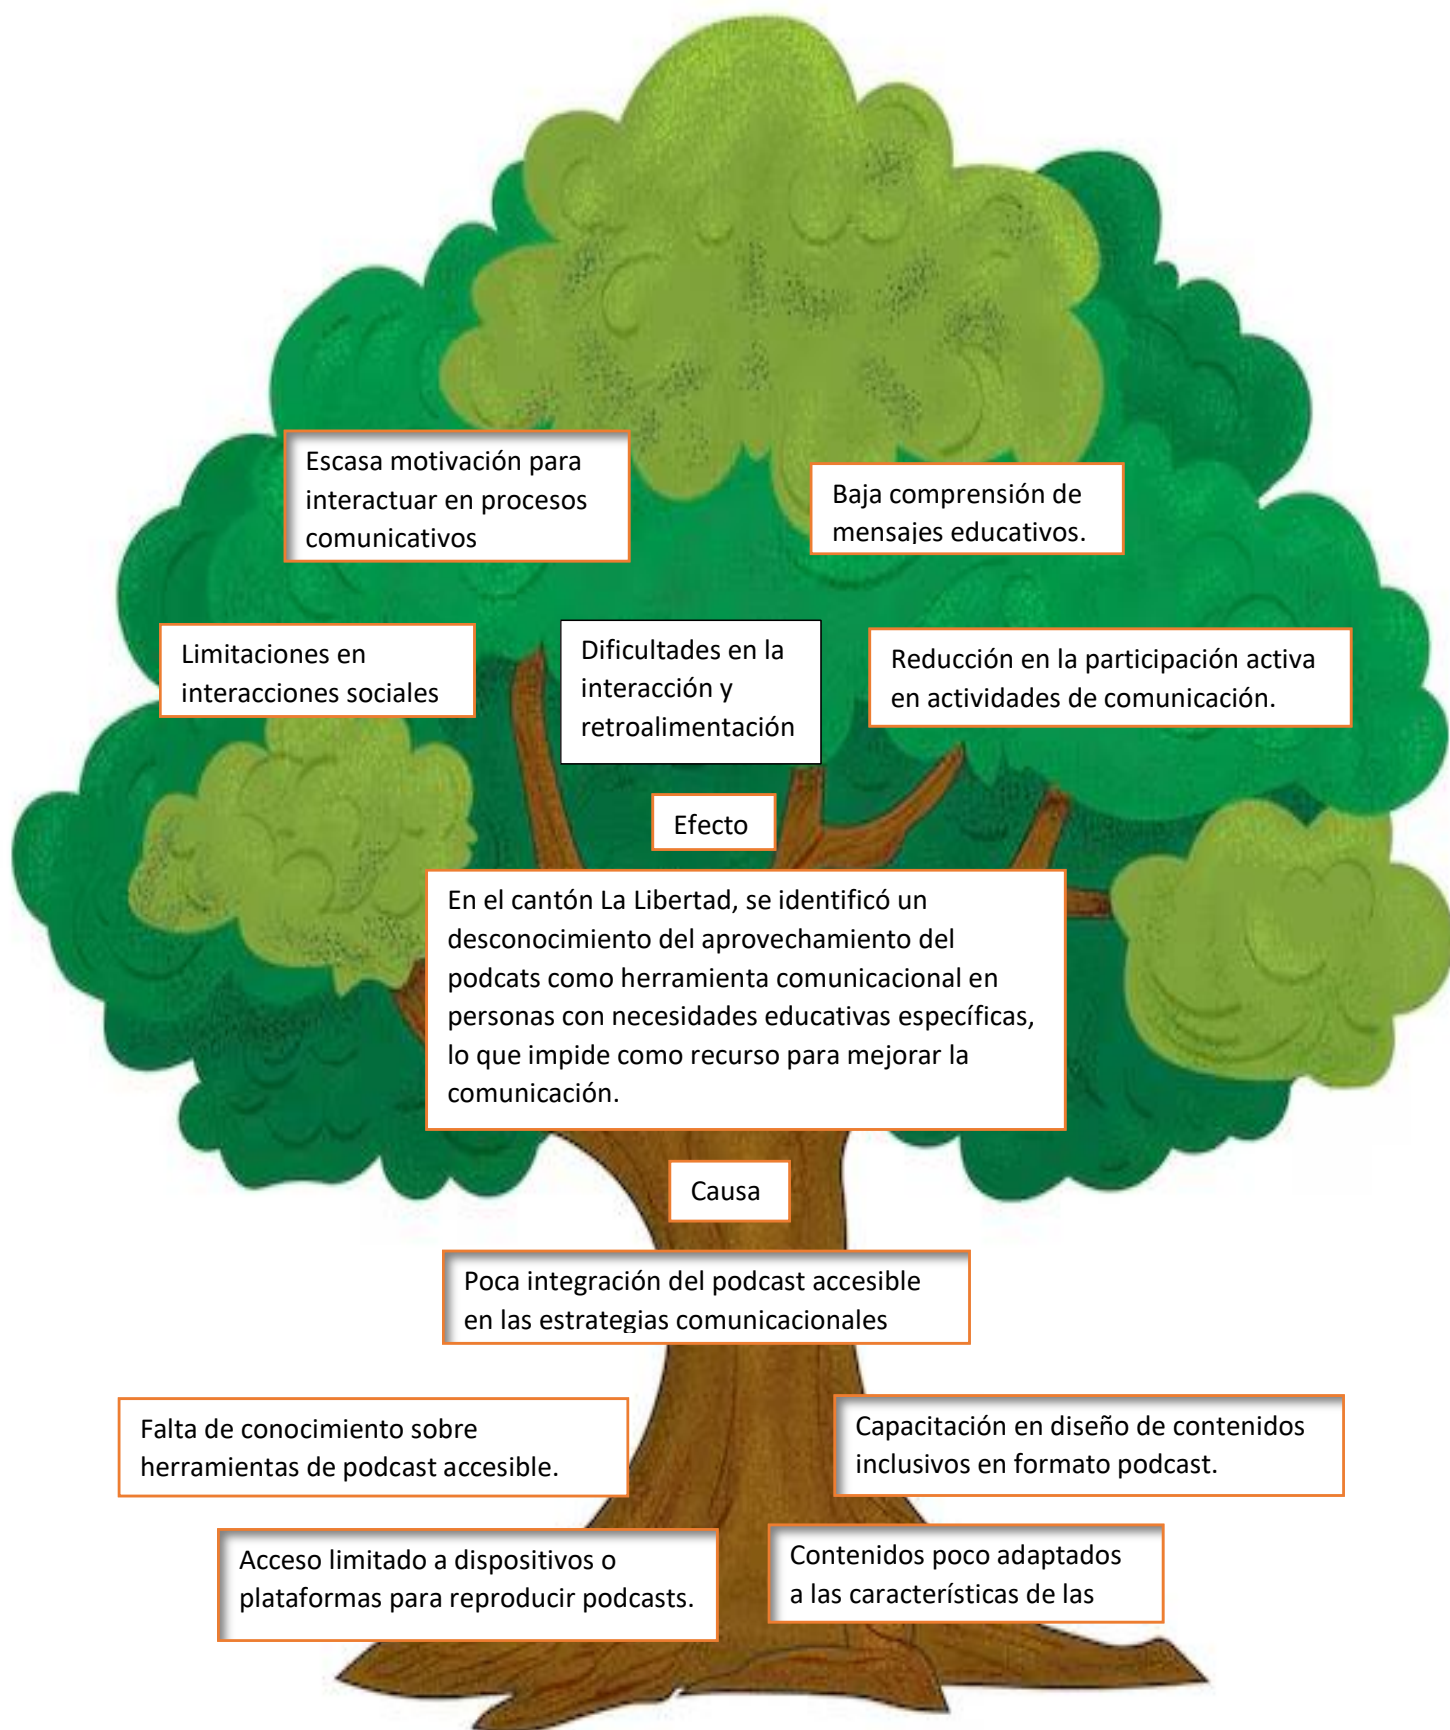 Escasa motivación para
interactuar en procesos
comunicativos
Baja comprensión de
mensajes educativos.
Limitaciones en
interacciones sociales
Dificultades en la
interacción y
retroalimentación
Reducción en la participación activa
en actividades de comunicación.
Efecto
En el cantón La Libertad, se identificó un
desconocimiento del aprovechamiento del
podcats como herramienta comunicacional en
personas con necesidades educativas específicas,
lo que impide como recurso para mejorar la
comunicación.
Causa
Poca integración del podcast accesible
en las estrategias comunicacionales
Falta de conocimiento sobre
herramientas de podcast accesible.
Capacitación en diseño de contenidos
inclusivos en formato podcast.
Acceso limitado a dispositivos o
plataformas para reproducir podcasts.
Contenidos poco adaptados
a las características de las